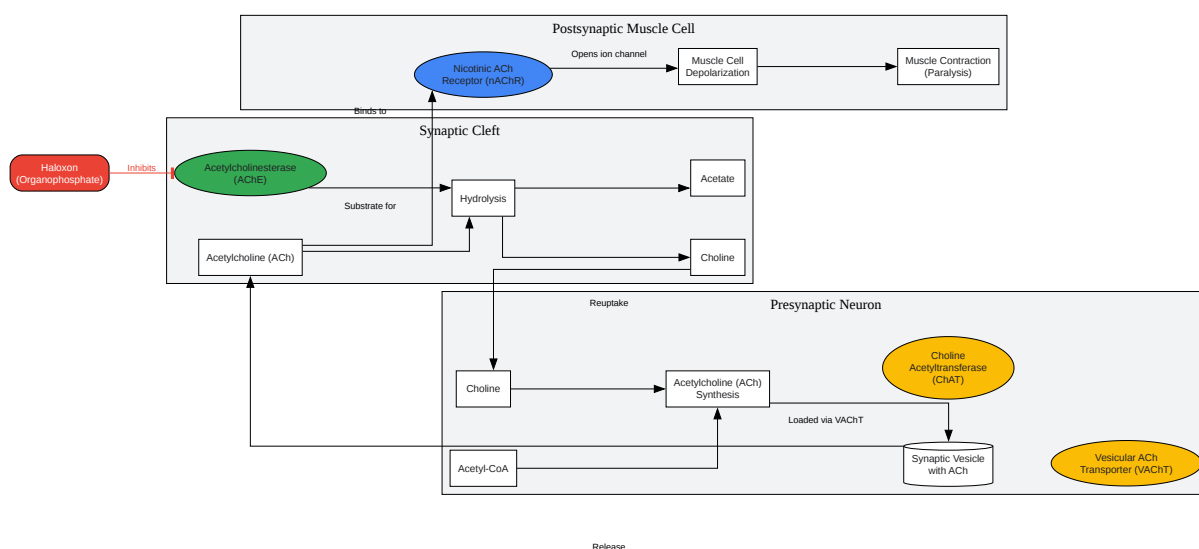 Postsynaptic Muscle Cell
Nicotinic ACh
Receptor (nAChR)
Opens ion channel
Muscle Cell
Depolarization
Muscle Contraction
(Paralysis)
Binds to
Synaptic Cleft
Haloxon
(Organophosphate)
Inhibits
Acetylcholinesterase
(AChE)
Substrate for
Hydrolysis
Acetate
Acetylcholine (ACh)
Choline
Reuptake
Presynaptic Neuron
Choline
Acetyltransferase
(ChAT)
Choline
Acetylcholine (ACh)
Synthesis
Loaded via VAChT
Acetyl-CoA
Synaptic Vesicle
with ACh
Vesicular ACh
Transporter (VAChT)
Release